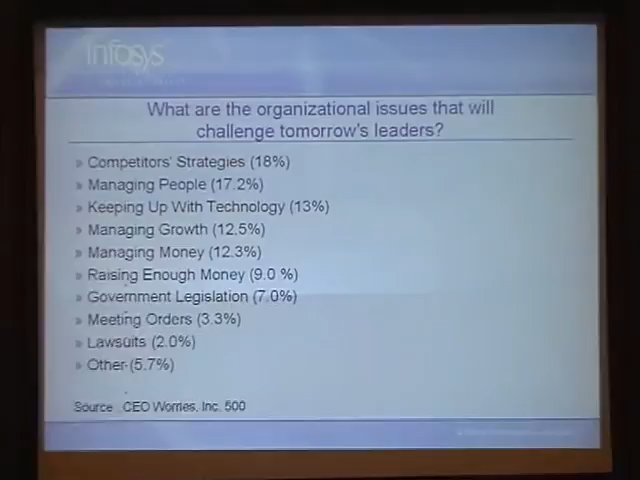 Infosys
What are the organizational issues that will
challenge tomorrow's leaders?
» Competitors' Strategies (18%)
» Managing People (17.2%)
» Keeping Up With Technology (13%)
» Managing Growth (12.5%)
» Managing Money (12.3%)
» Raising Enough Money (9.0 %)
» Government Legislation (7.0%)
» Meeting Orders (3.3%)
» Lawsuits (2.0%)
» Other (5.7%)
Source : CEO Worries, Inc. 500